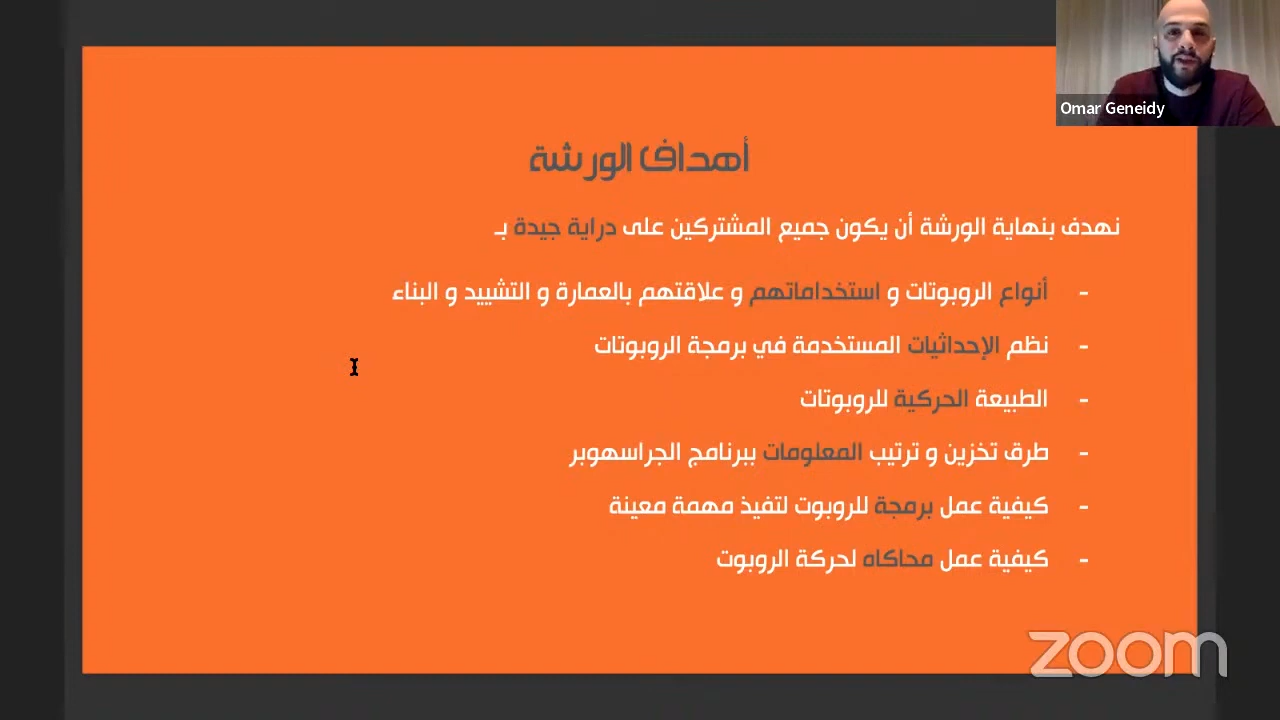 Omar Geneidy
أهداف الورشة
نهدف بنهاية الورشة أن يكون جميع المشتركين على دراية جيدة بـ
- أنواع الروبوتات و استخداماتهم و علاقتهم بالعمارة و التشييد و البناء
- نظم الإحداثيات المستخدمة في برمجة الروبوتات
- الطبيعة الحركية للروبوتات
- طرق تخزين و ترتيب المعلومات ببرنامج الجراسهوبر
- كيفية عمل برمجة للروبوت لتفيذ مهمة معينة
- كيفية عمل محاكاه لحركة الروبوت
zoom